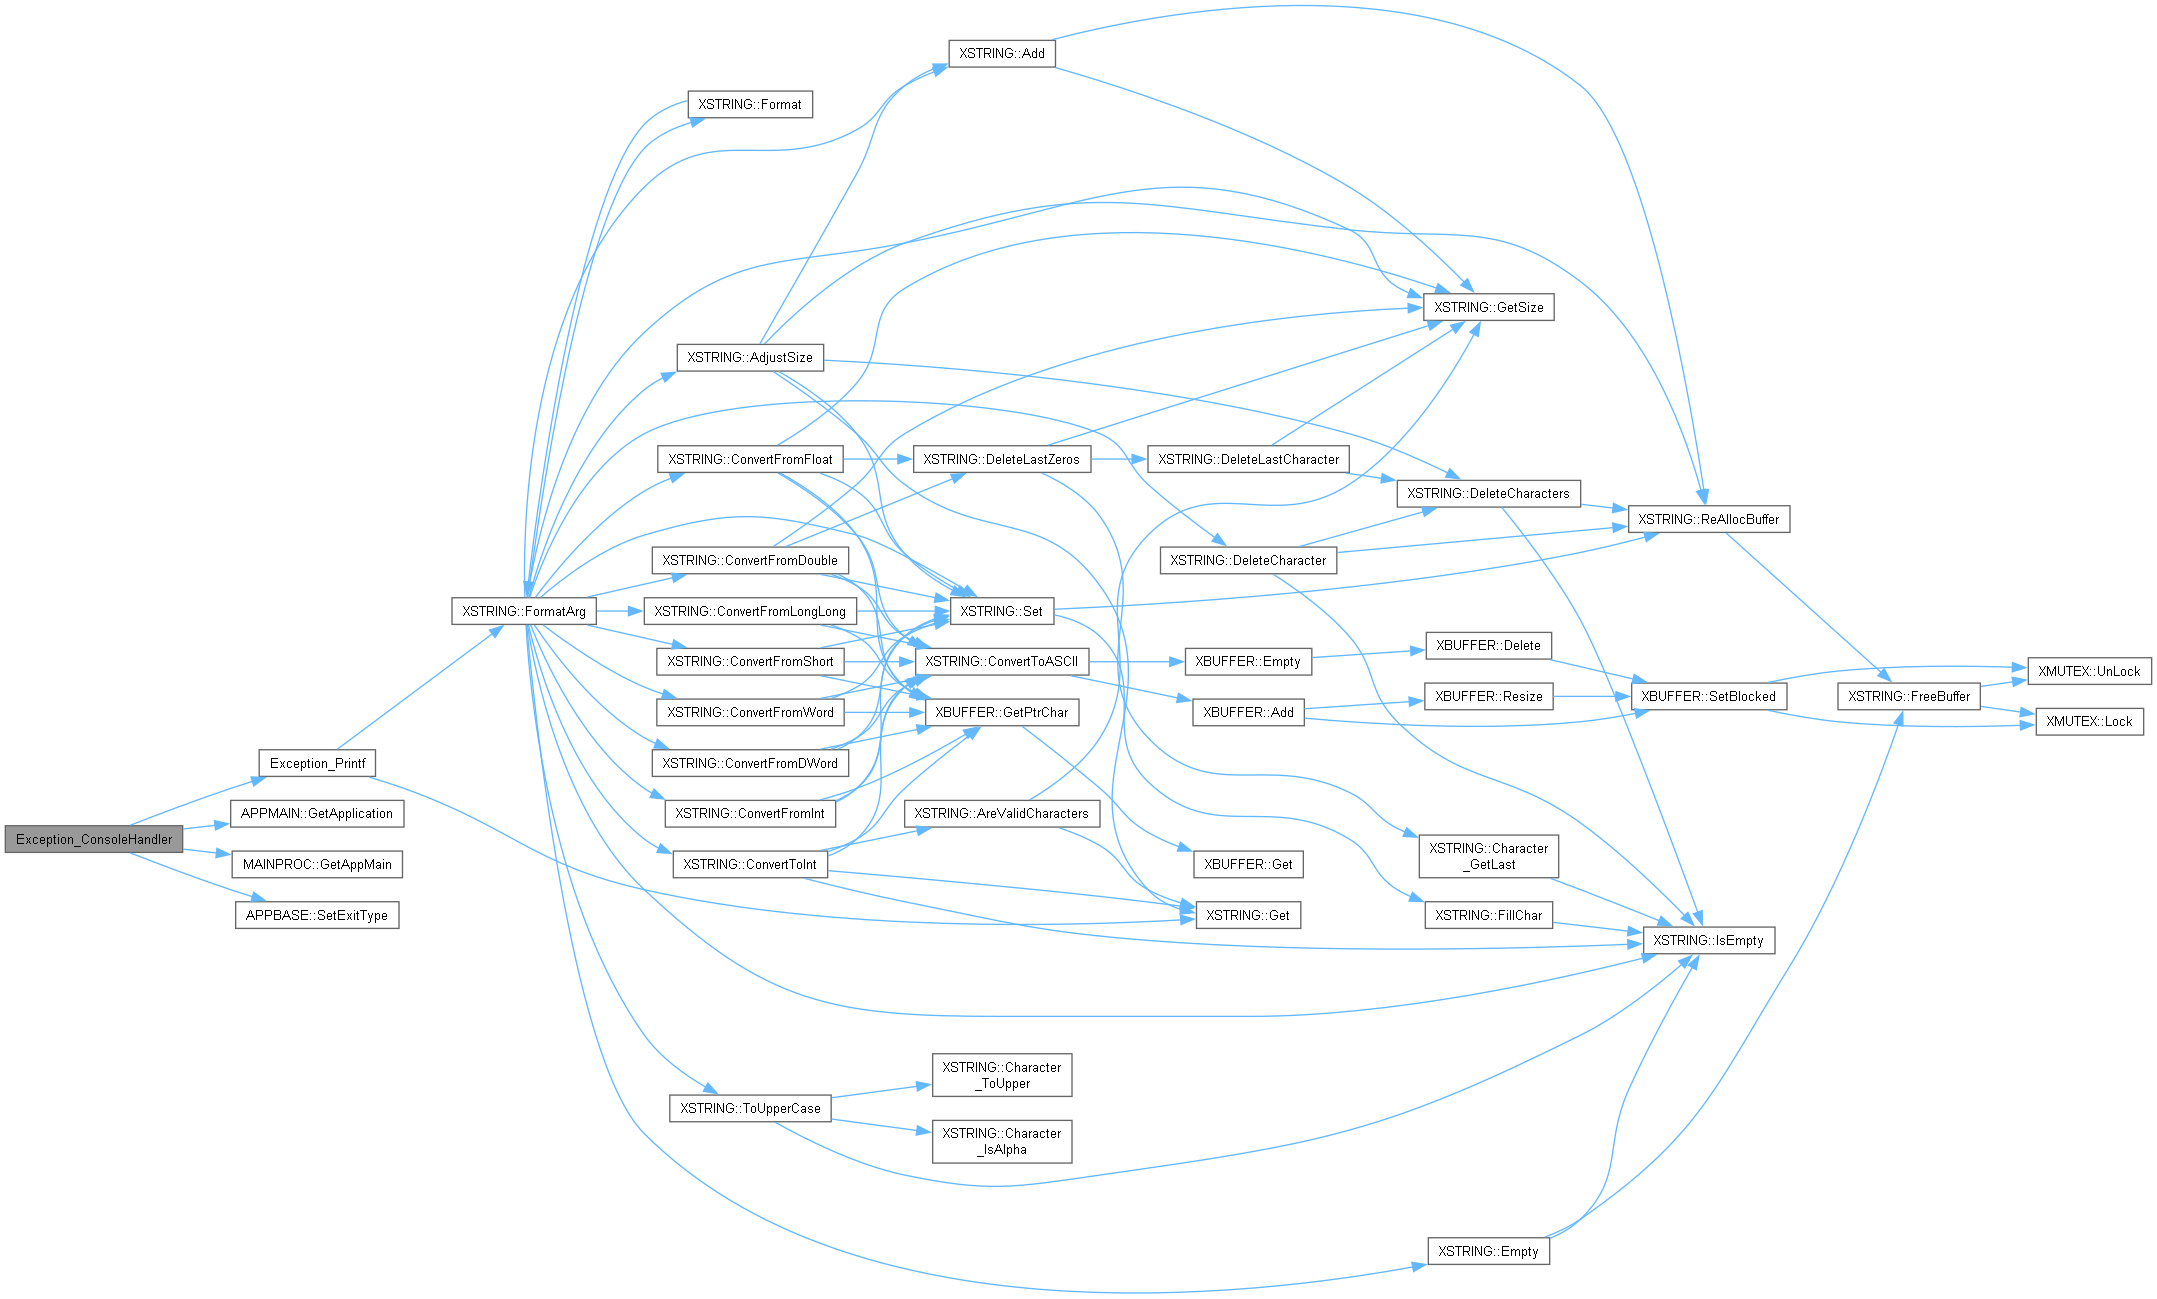 XSTRING::Add
XSTRING::Format
XSTRING::GetSize
XSTRING::AdjustSize
XSTRING::ConvertFromFloat
XSTRING::DeleteLastZeros
XSTRING::DeleteLastCharacter
XSTRING::DeleteCharacters
XSTRING::ReAllocBuffer
XSTRING::ConvertFromDouble
XSTRING::DeleteCharacter
XSTRING::FormatArg
XSTRING::ConvertFromLongLong
XSTRING::Set
XBUFFER::Delete
XSTRING::ConvertFromShort
XSTRING::ConvertToASCII
XBUFFER::Empty
XMUTEX::UnLock
XBUFFER::Resize
XBUFFER::SetBlocked
XSTRING::FreeBuffer
XSTRING::ConvertFromWord
XBUFFER::GetPtrChar
XBUFFER::Add
XMUTEX::Lock
Exception_Printf
XSTRING::ConvertFromDWord
APPMAIN::GetApplication
XSTRING::ConvertFromInt
XSTRING::AreValidCharacters
Exception_ConsoleHandler
XSTRING::Character
_GetLast
MAINPROC::GetAppMain
XSTRING::ConvertToInt
XBUFFER::Get
APPBASE::SetExitType
XSTRING::Get
XSTRING::FillChar
XSTRING::IsEmpty
XSTRING::Character
_ToUpper
XSTRING::ToUpperCase
XSTRING::Character
_IsAlpha
XSTRING::Empty